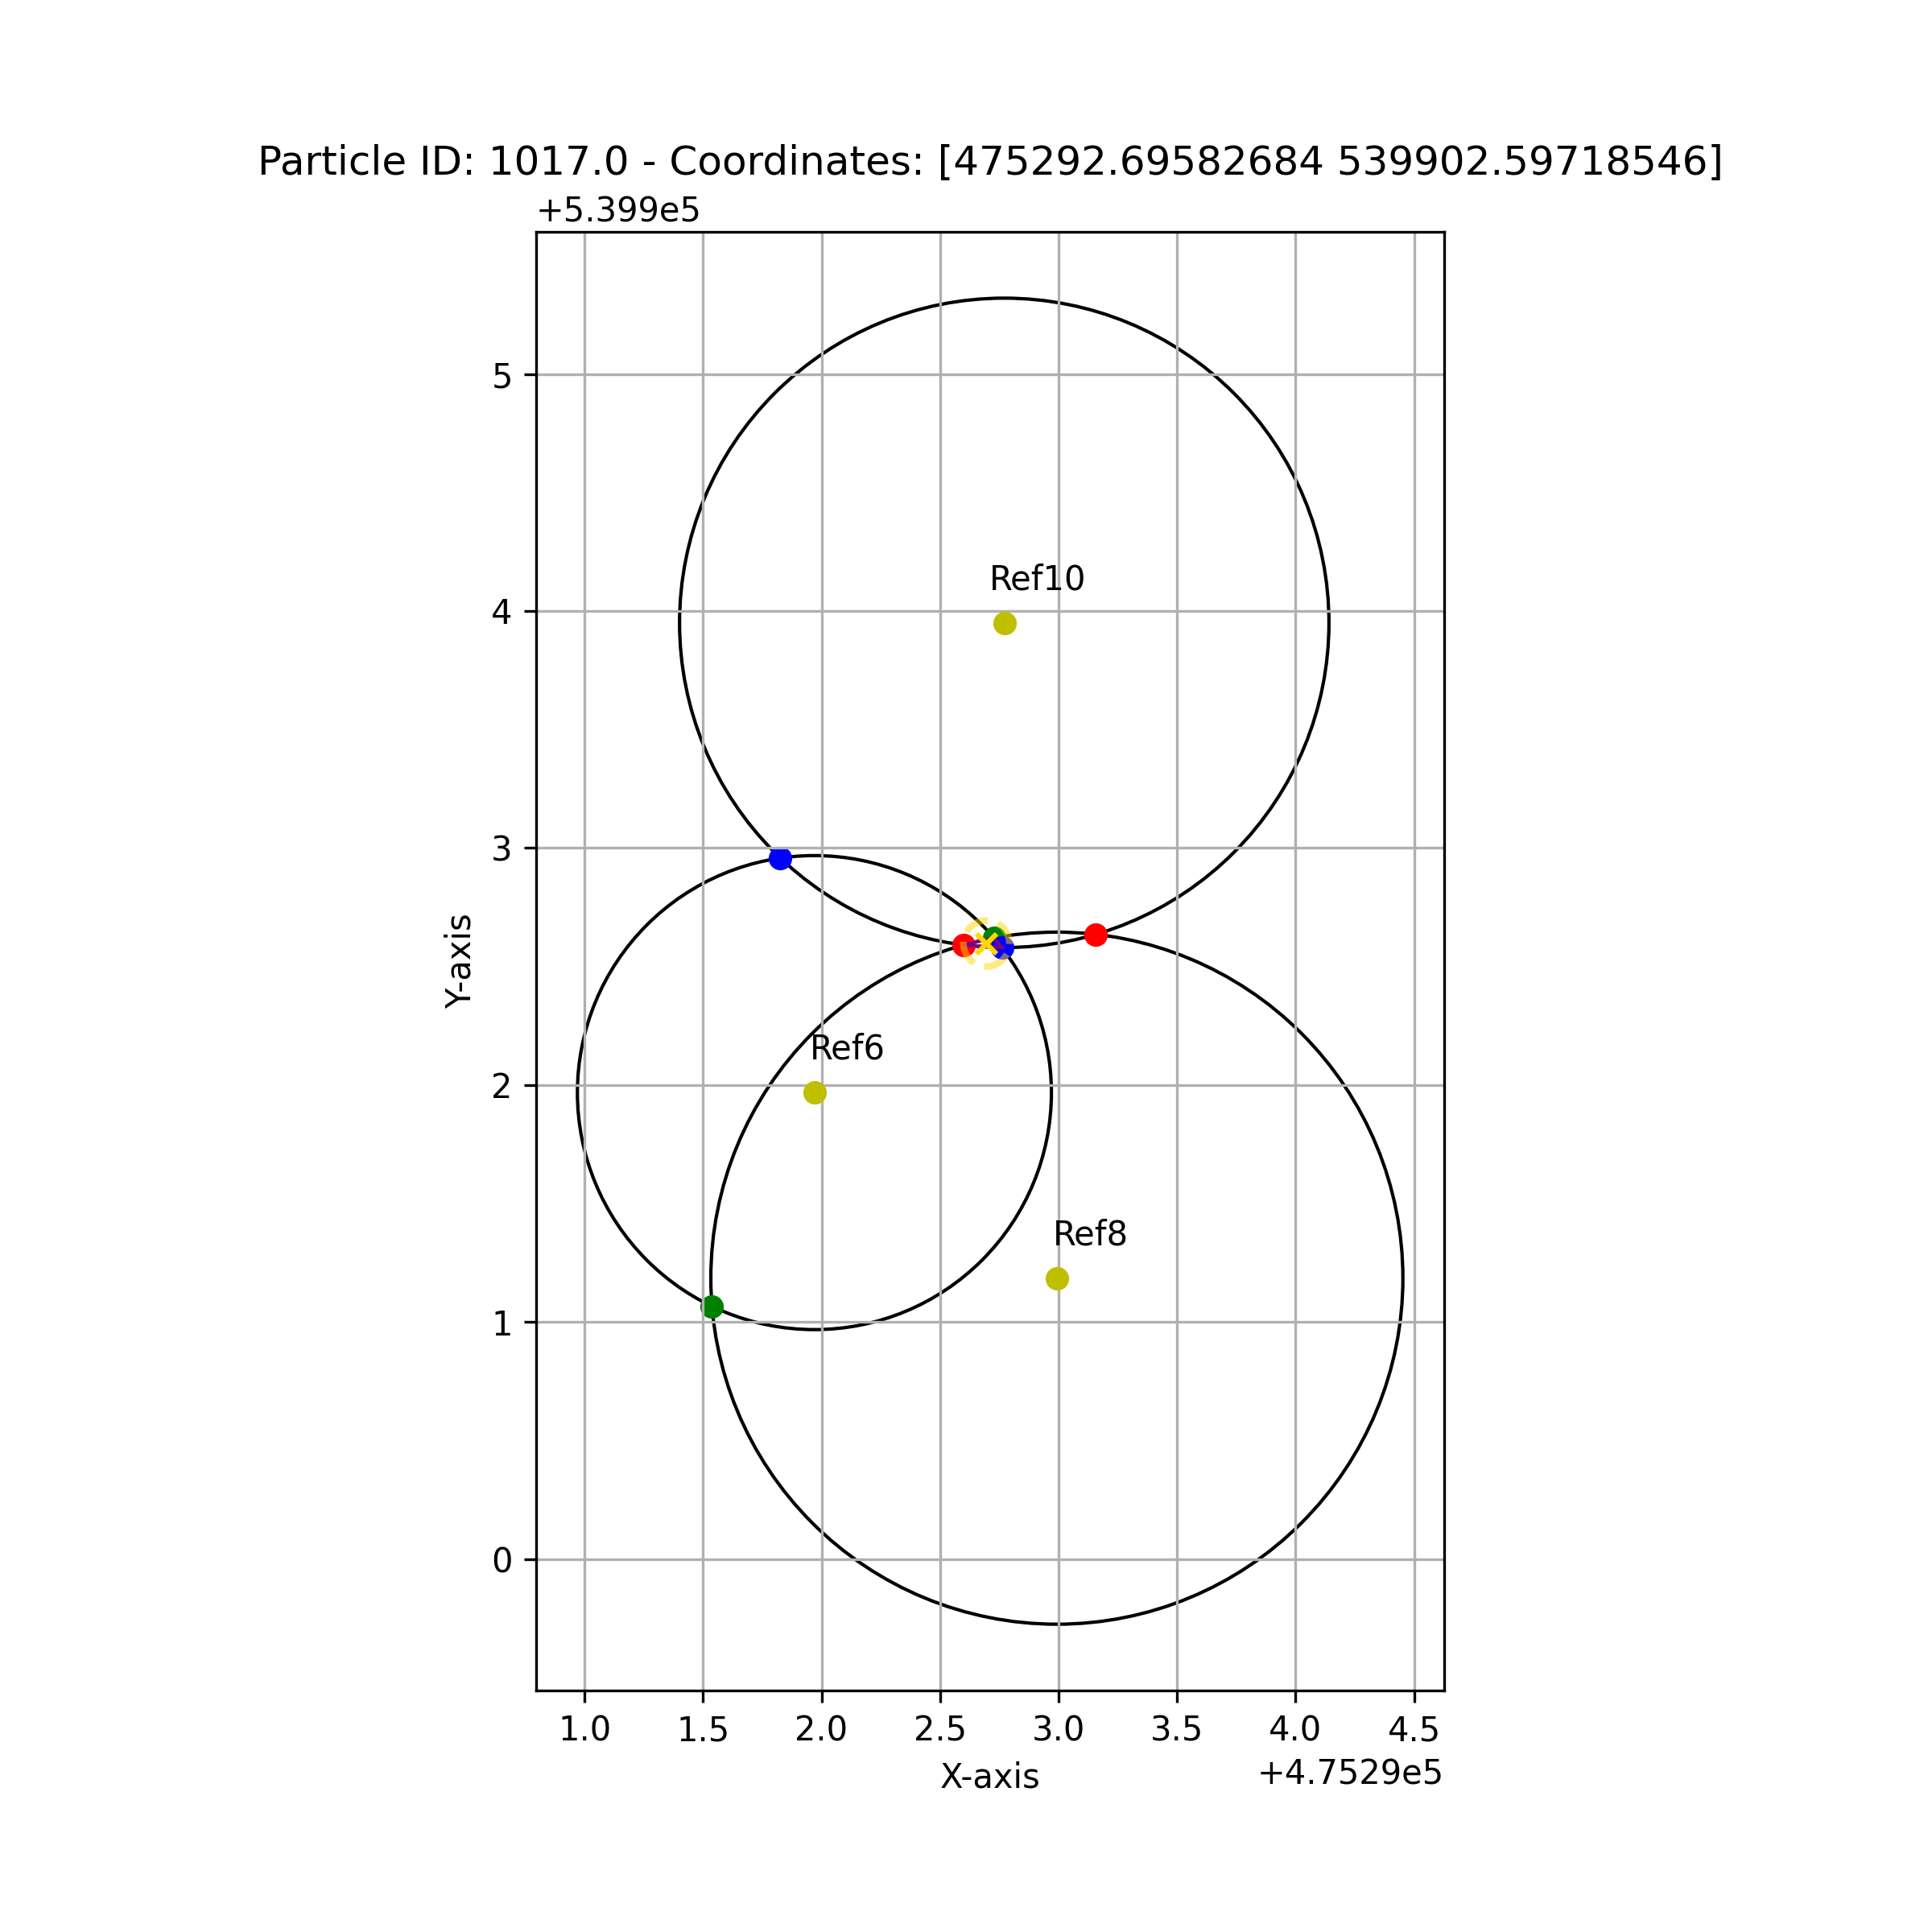 Particle ID: 1017.0 - Coordinates: [475292.69582684 539902.59718546]
+5.399e5
5
Ref10
4
3
Y-axis
Ref6
2
Ref8
1
0
1.0 1.5 2.0 2.5 3.0 3.5 4.0 4.5
X-axis
+4.7529e5